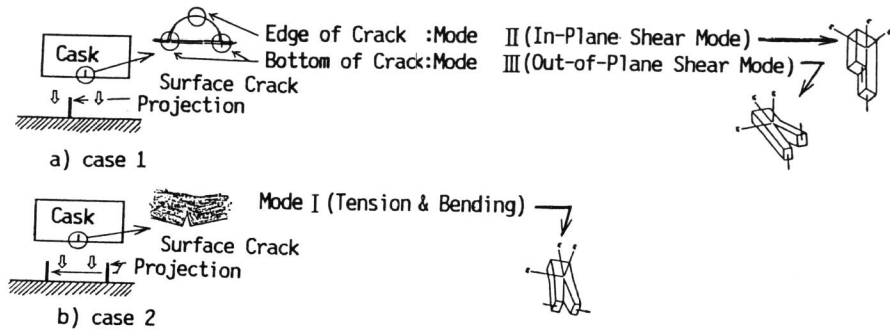 Edge of Crack :Mode II(In-Plane Shear Mode)
Cask
Bottom of Crack:Mode III(Out-of-Plane Shear Mode)
Surface Crack
Projection
a) case 1
Mode I(Tension & Bending)
Cask
Surface Crack
Projection
b) case 2